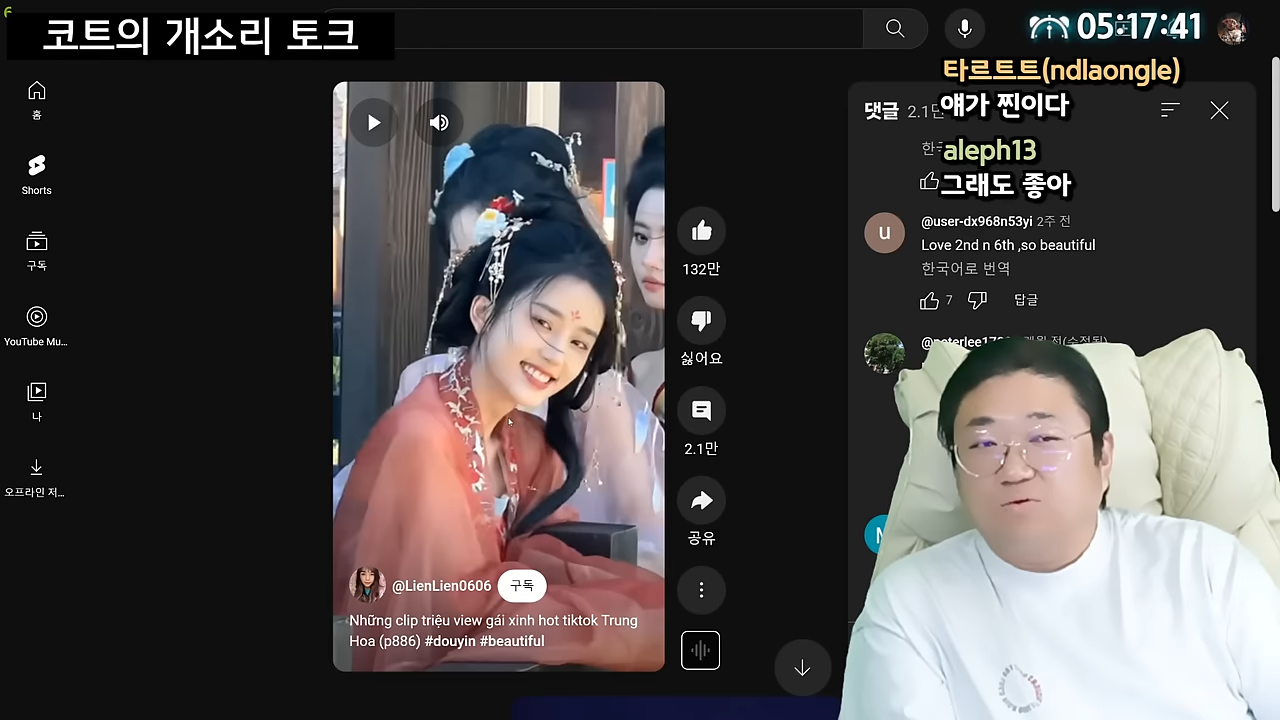 코트의 개소리 토크
05:17:41
홈
Shorts
구독
YouTube Mu...
나
오프라인 저...
132만
싫어요
2.1만
공유
@LienLien0606 구독
Những clip triệu view gái xinh hot tiktok Trung
Hoa (p886) #douyin #beautiful
댓글 2.1만
타르트트(ndlaongle)
얘가 찐이다
aleph13
그래도 좋아
@user-dx968n53yi 2주 전
Love 2nd n 6th ,so beautiful
한국어로 번역
7 답글